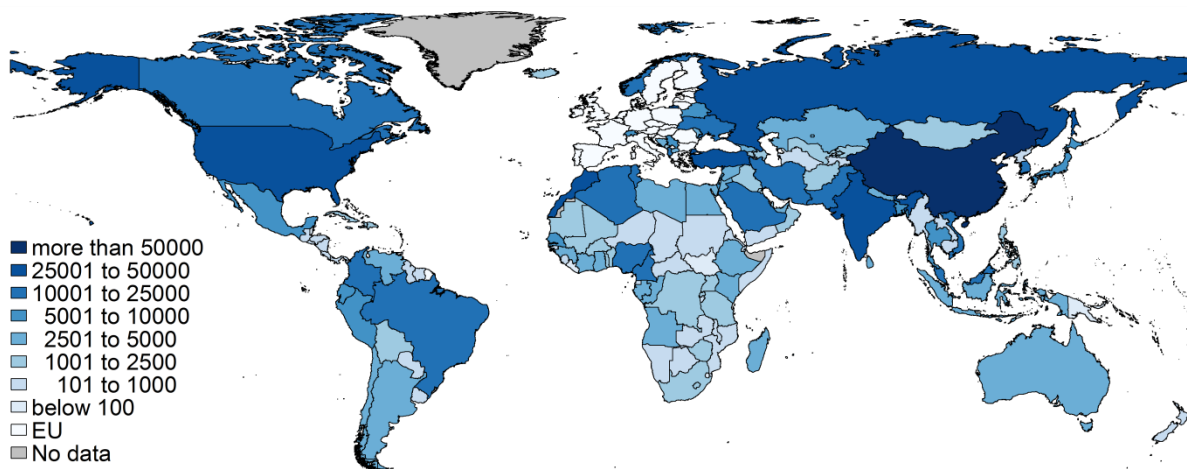 more than 50000
25001 to 50000
10001 to 25000
5001 to 10000
2501 to 5000
1001 to 2500
101 to 1000
below 100
EU
No data